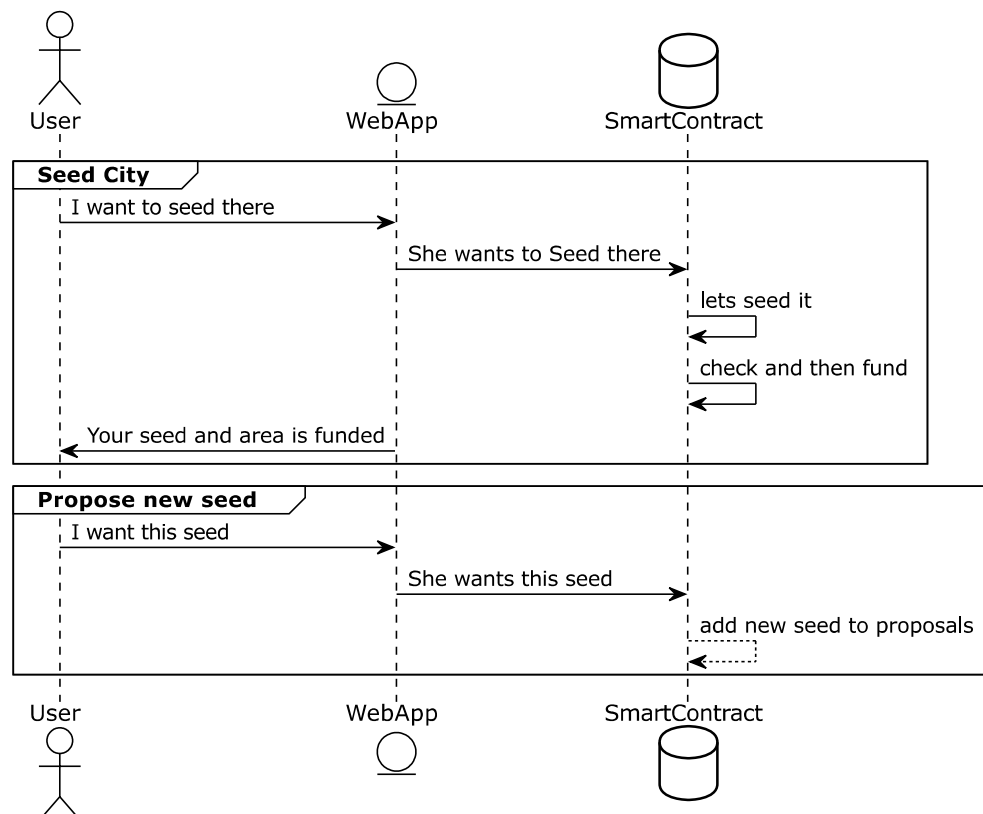 User
WebApp
SmartContract
Seed City
I want to seed there
She wants to Seed there
lets seed it
check and then fund
Your seed and area is funded
Propose new seed
I want this seed
She wants this seed
add new seed to proposals
User
WebApp
SmartContract